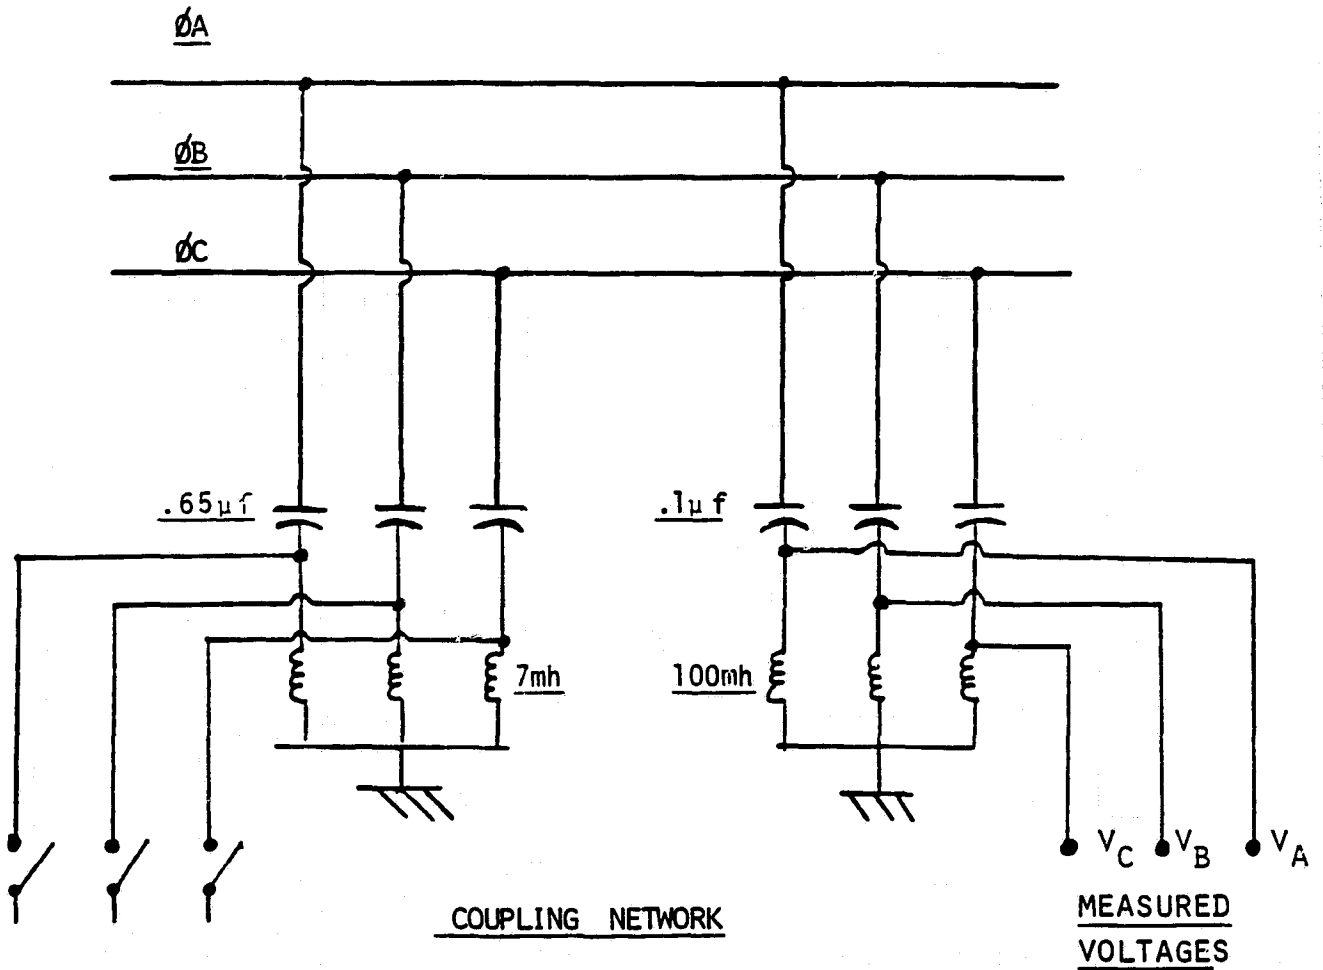 ØA
ØB
ØC
.65µf
.1µf
7mh
100mh
V_C
V_B
V_A
COUPLING NETWORK
MEASURED
VOLTAGES